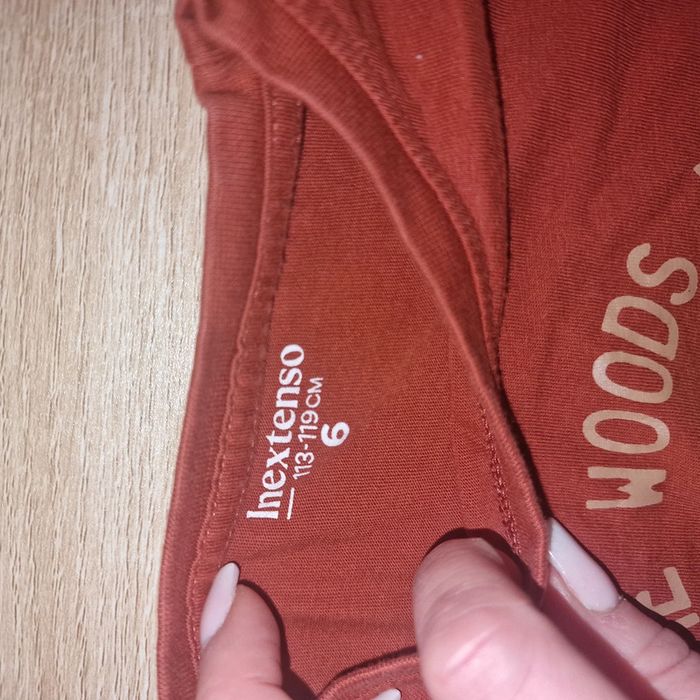 Inextenso
113-119CM
6
WOODS